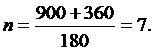 n = (900 + 360) / 180 = 7.